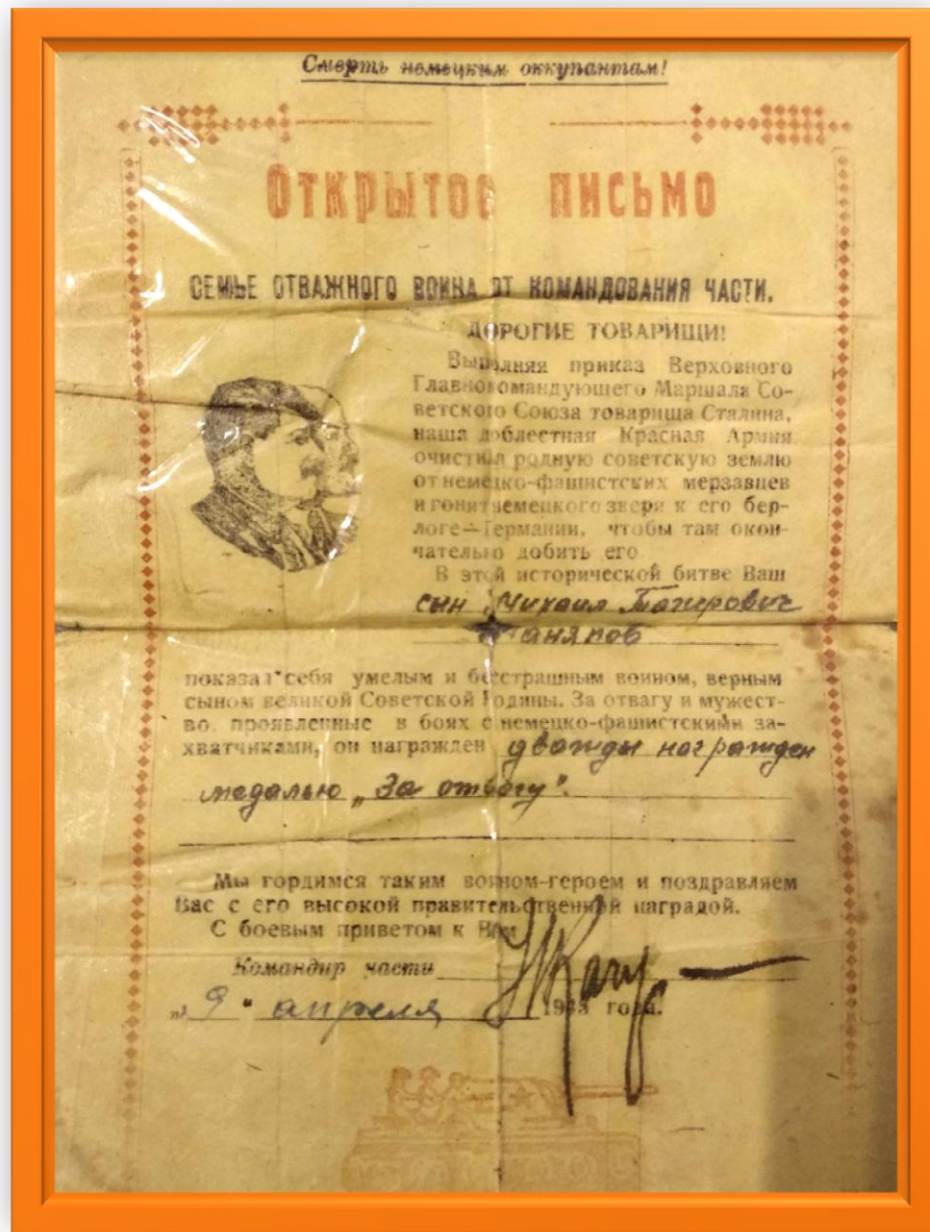 Смерть немецким оккупантам!
ОТКРЫТОЕ ПИСЬМО
СЕМЬЕ ОТВАЖНОГО ВОИНА ОТ КОМАНДОВАНИЯ ЧАСТИ.
ДОРОГИЕ ТОВАРИЩИ!
Выполняя приказ Верховного
Главнокомандующего Маршала Со-
ветского Союза товарища Сталина,
наша доблестная Красная Армия
очистила родную советскую землю
от немецко-фашистских мерзавцев
и гонит немецкого зверя к его бер-
логе—Германии, чтобы там окон-
чательно добить его.
В этой исторической битве Ваш
сын Михаил Тагирович
показал себя умелым и бесстрашным воином, верным
сыном великой Советской Родины. За отвагу и мужест-
во, проявленные в боях с немецко-фашистскими за-
хватчиками, он награжден дважды награжден
медалью „За отвагу".
Мы гордимся таким воином-героем и поздравляем
Вас с его высокой правительственной наградой.
С боевым приветом к Вам
Командир части
„9" апреля 1945 года.